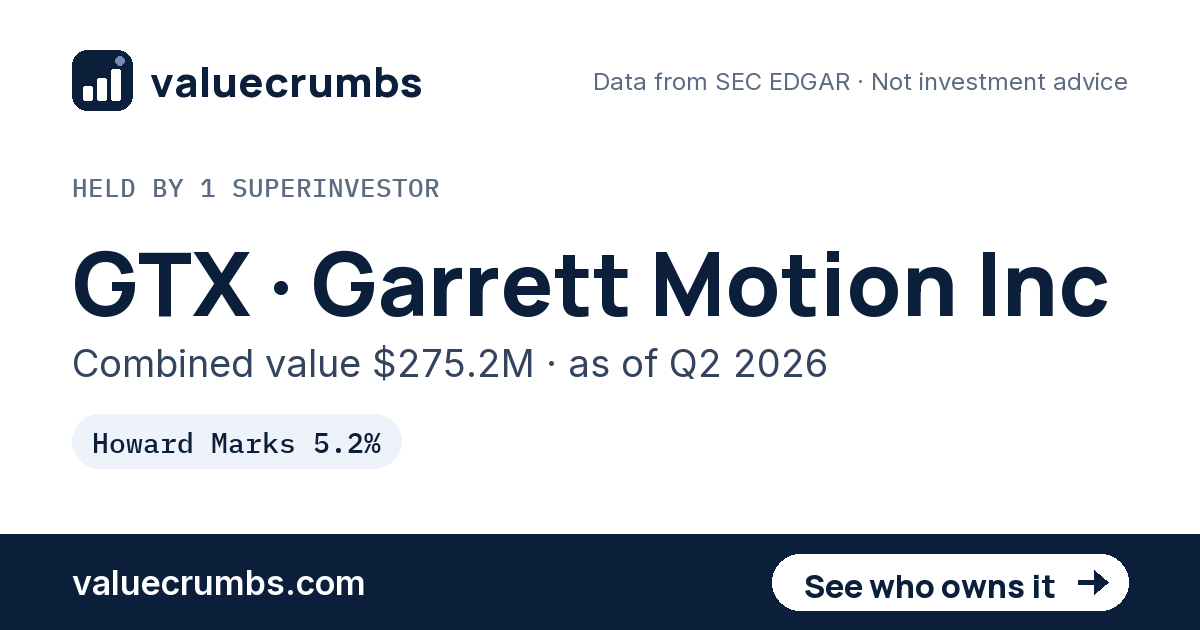 valuecrumbs
Data from SEC EDGAR · Not investment advice
HELD BY 1 SUPERINVESTOR
GTX · Garrett Motion Inc
Combined value $275.2M · as of Q2 2026
Howard Marks 5.2%
valuecrumbs.com
See who owns it →